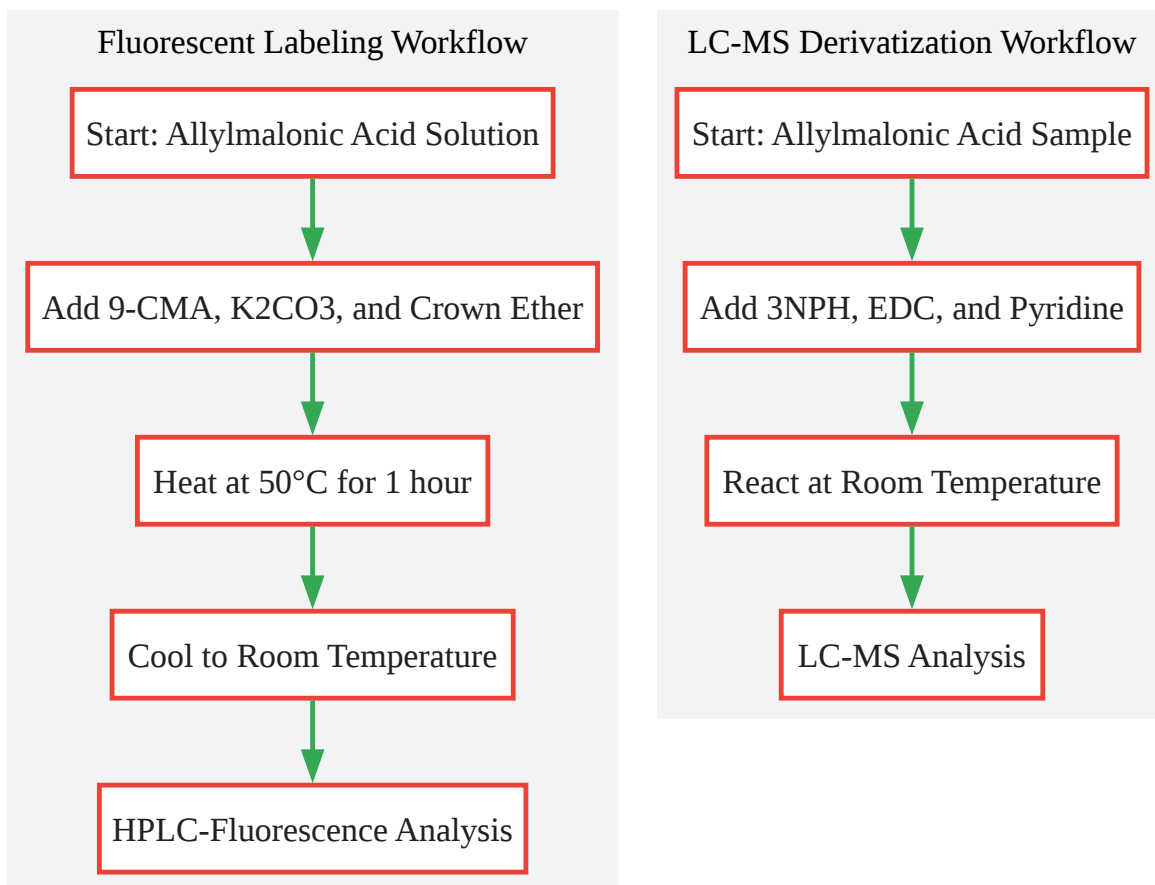 Fluorescent Labeling Workflow
Start: Allylmalonic Acid Solution
Add 9-CMA, K2CO3, and Crown Ether
Heat at 50°C for 1 hour
Cool to Room Temperature
HPLC-Fluorescence Analysis
LC-MS Derivatization Workflow
Start: Allylmalonic Acid Sample
Add 3NPH, EDC, and Pyridine
React at Room Temperature
LC-MS Analysis